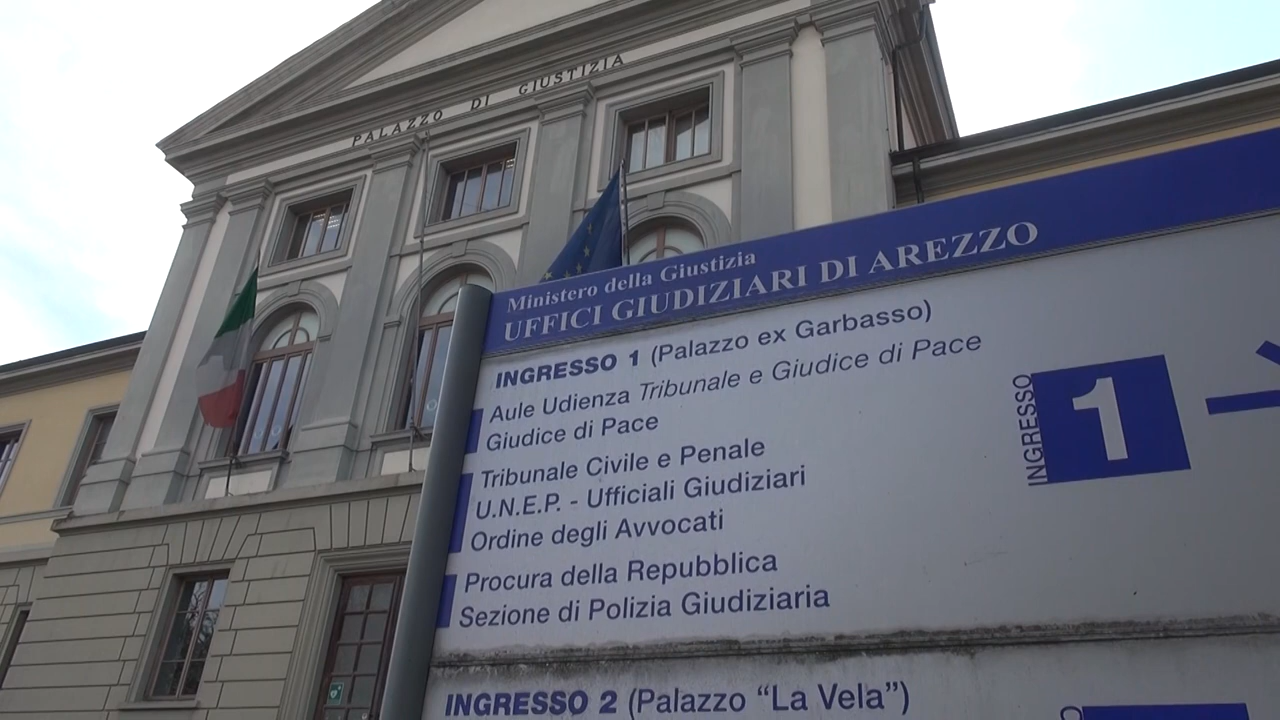 PALAZZO DI GIUSTIZIA
Ministero della Giustizia
UFFICI GIUDIZIARI DI AREZZO
INGRESSO 1 (Palazzo ex Garbasso)
Aule Udienza Tribunale e Giudice di Pace
Giudice di Pace
Tribunale Civile e Penale
U.N.E.P. - Ufficiali Giudiziari
Ordine degli Avvocati
Procura della Repubblica
Sezione di Polizia Giudiziaria
INGRESSO
1
INGRESSO 2 (Palazzo “La Vela”)